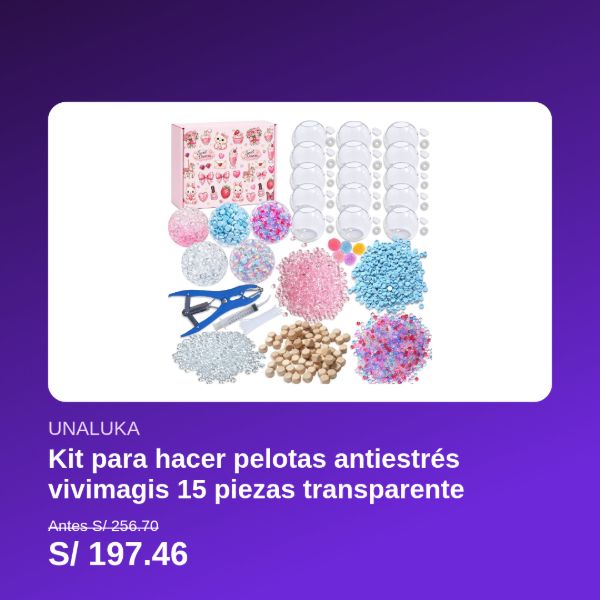 UNALUKA
Kit para hacer pelotas antiestrés
vivimagis 15 piezas transparente
Antes S/ 256.70
S/ 197.46